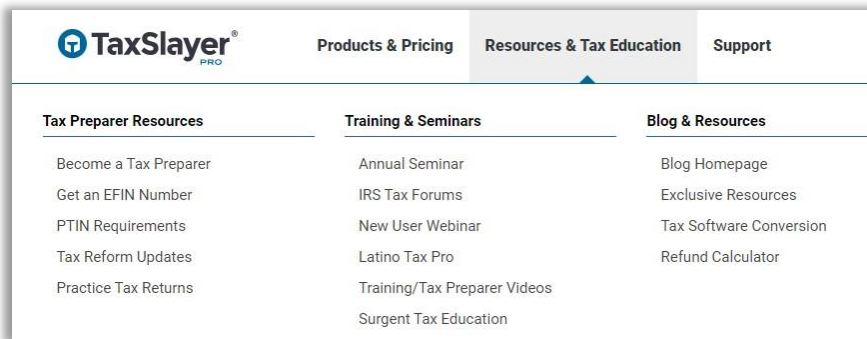 TaxSlayer®
PRO
Products & Pricing
Resources & Tax Education
Support
Tax Preparer Resources
Become a Tax Preparer
Get an EFIN Number
PTIN Requirements
Tax Reform Updates
Practice Tax Returns
Training & Seminars
Annual Seminar
IRS Tax Forums
New User Webinar
Latino Tax Pro
Training/Tax Preparer Videos
Surgent Tax Education
Blog & Resources
Blog Homepage
Exclusive Resources
Tax Software Conversion
Refund Calculator